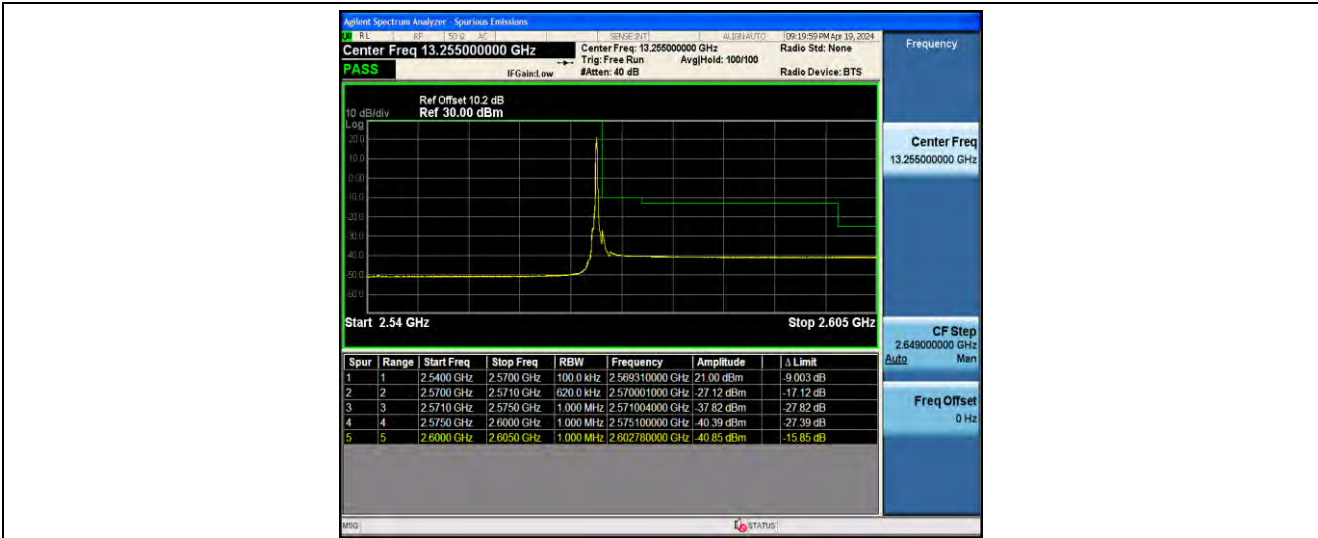 Agilent Spectrum Analyzer - Spurious Emissions
RL RF 50 Ω AC SENSE:INT ALIGNAUTO 09:19:59 PM Apr 19, 2024
Center Freq 13.255000000 GHz Center Freq: 13.255000000 GHz Radio Std: None
Trig: Free Run Avg|Hold: 100/100
PASS IFGain:Low #Atten: 40 dB Radio Device: BTS
Frequency
Ref Offset 10.2 dB
10 dB/div Ref 30.00 dBm
Log
20.0
10.0
0.00
-10.0
-20.0
-30.0
-40.0
-50.0
-60.0
Start 2.54 GHz Stop 2.605 GHz
Center Freq
13.255000000 GHz
CF Step
2.649000000 GHz
Auto Man
Freq Offset
0 Hz
Spur Range Start Freq Stop Freq RBW Frequency Amplitude Δ Limit
1 1 2.5400 GHz 2.5700 GHz 100.0 kHz 2.569310000 GHz 21.00 dBm -9.003 dB
2 2 2.5700 GHz 2.5710 GHz 620.0 kHz 2.570001000 GHz -27.12 dBm -17.12 dB
3 3 2.5710 GHz 2.5750 GHz 1.000 MHz 2.571004000 GHz -37.82 dBm -27.82 dB
4 4 2.5750 GHz 2.6000 GHz 1.000 MHz 2.575100000 GHz -40.39 dBm -27.39 dB
5 5 2.6000 GHz 2.6050 GHz 1.000 MHz 2.602780000 GHz -40.85 dBm -15.85 dB
MSG STATUS